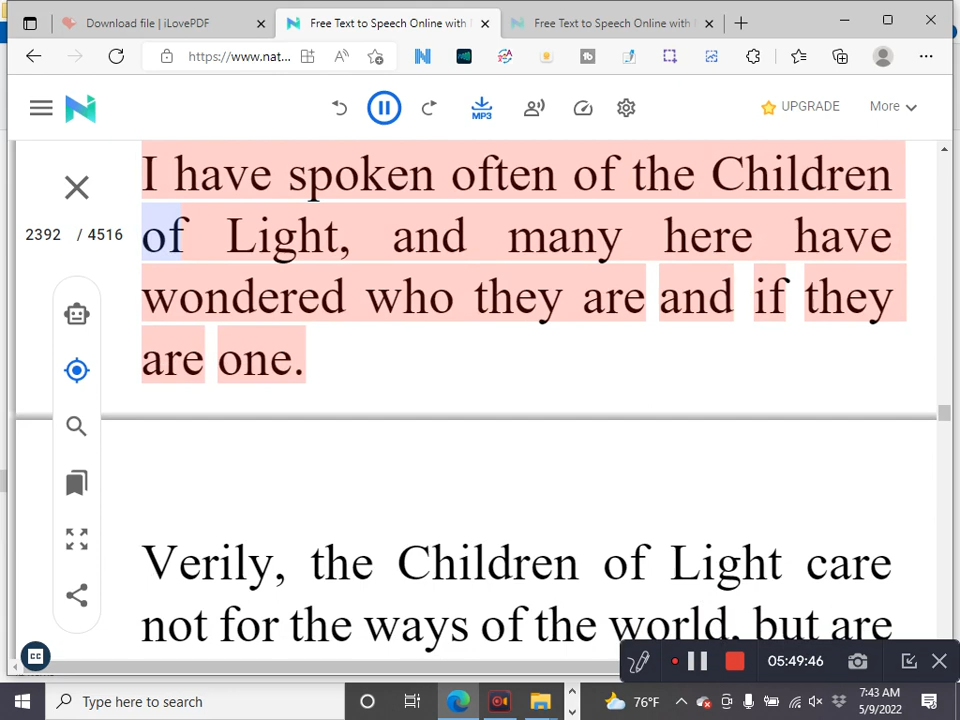 Download file | iLovePDF
Free Text to Speech Online with
Free Text to Speech Online with
https://www.nat...
MP3
UPGRADE
More
2392 / 4516
I have spoken often of the Children
of Light, and many here have
wondered who they are and if they
are one.
Verily, the Children of Light care
not for the ways of the world, but are
CC
05:49:46
Type here to search
76°F
7:43 AM
5/9/2022